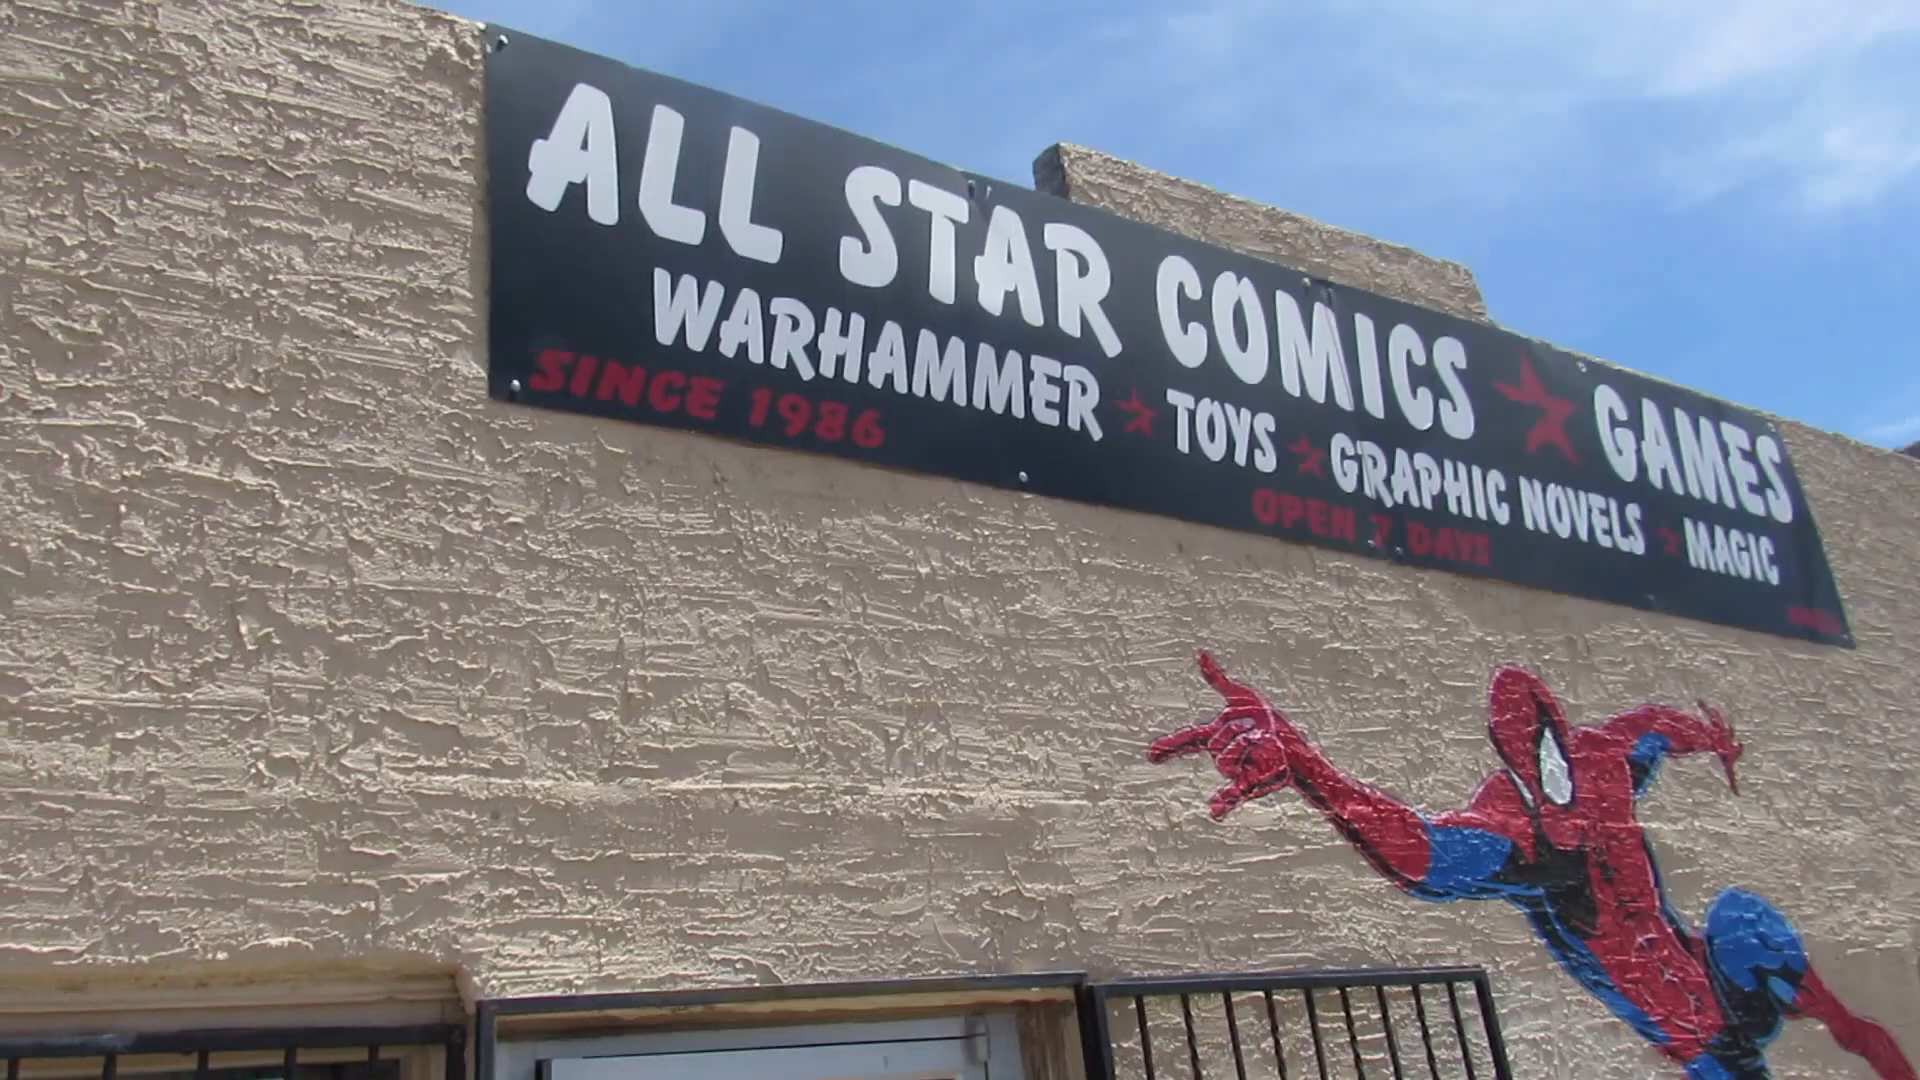 ALL STAR COMICS ★ GAMES
WARHAMMER ★ TOYS ★ GRAPHIC NOVELS ★ MAGIC
SINCE 1986
OPEN 7 DAYS